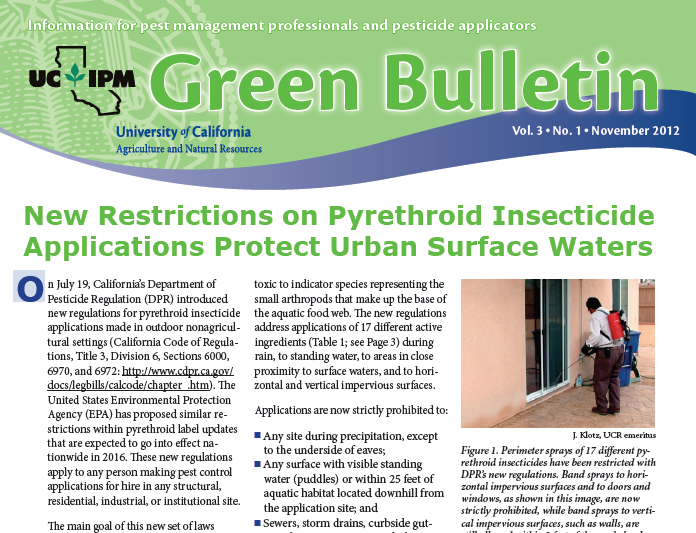 Information for pest management professionals and pesticide applicators
UC IPM
Green Bulletin
University of California
Agriculture and Natural Resources
Vol. 3 • No. 1 • November 2012
New Restrictions on Pyrethroid Insecticide
Applications Protect Urban Surface Waters
On July 19, California's Department of
Pesticide Regulation (DPR) introduced
new regulations for pyrethroid insecticide
applications made in outdoor nonagricul-
tural settings (California Code of Regula-
tions, Title 3, Division 6, Sections 6000,
6970, and 6972: http://www.cdpr.ca.gov/
docs/legbills/calcode/chapter_.htm). The
United States Environmental Protection
Agency (EPA) has proposed similar re-
strictions within pyrethroid label updates
that are expected to go into effect na-
tionwide in 2016. These new regulations
apply to any person making pest control
applications for hire in any structural,
residential, industrial, or institutional site.
The main goal of this new set of laws
toxic to indicator species representing the
small arthropods that make up the base of
the aquatic food web. The new regulations
address applications of 17 different active
ingredients (Table 1; see Page 3) during
rain, to standing water, to areas in close
proximity to surface waters, and to hori-
zontal and vertical impervious surfaces.
Applications are now strictly prohibited to:
■ Any site during precipitation, except
to the underside of eaves;
■ Any surface with visible standing
water (puddles) or within 25 feet of
aquatic habitat located downhill from
the application site; and
■ Sewers, storm drains, curbside gut-
J. Klotz, UCR emeritus
Figure 1. Perimeter sprays of 17 different py-
rethroid insecticides have been restricted with
DPR's new regulations. Band sprays to hori-
zontal impervious surfaces and to doors and
windows, as shown in this image, are now
strictly prohibited, while band sprays to verti-
cal impervious surfaces, such as walls, are